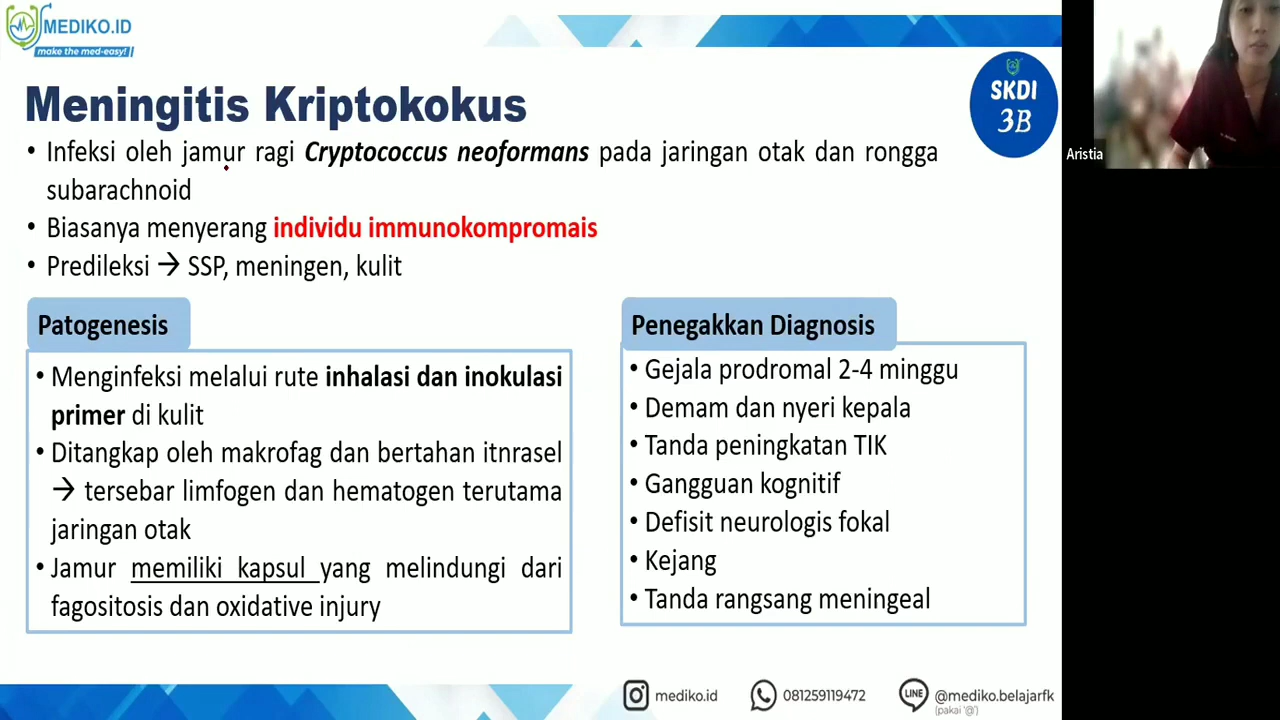 MEDIKO.ID
make the med-easy!
Meningitis Kriptokokus
SKDI
3B
• Infeksi oleh jamur ragi Cryptococcus neoformans pada jaringan otak dan rongga
subarachnoid
• Biasanya menyerang individu immunokompromais
• Predileksi → SSP, meningen, kulit
Patogenesis
• Menginfeksi melalui rute inhalasi dan inokulasi
primer di kulit
• Ditangkap oleh makrofag dan bertahan itnrasel
→ tersebar limfogen dan hematogen terutama
jaringan otak
• Jamur memiliki kapsul yang melindungi dari
fagositosis dan oxidative injury
Penegakkan Diagnosis
• Gejala prodromal 2-4 minggu
• Demam dan nyeri kepala
• Tanda peningkatan TIK
• Gangguan kognitif
• Defisit neurologis fokal
• Kejang
• Tanda rangsang meningeal
Aristia
mediko.id
081259119472
LINE
@mediko.belajarfk
(pakai '@')